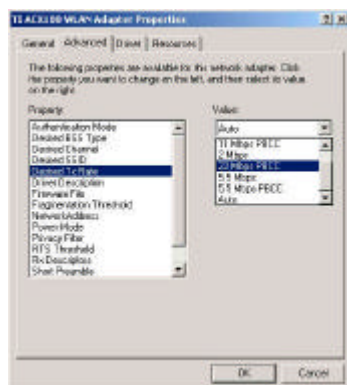 TI ACX100 WLAN Adapter Properties
General Advanced Driver Resources
The following properties are available for this network adapter. Click
the property you want to change on the left, and then select its value
on the right.
Property:
Value:
Authentication Mode
Desired BSS Type
Desired Channel
Desired SSID
Desired Tx Rate
Driver Description
Firmware File
Fragmentation Threshold
NetworkAddress
Power Mode
Privacy Filter
RTS Threshold
Rx Descriptors
Short Preamble
Auto
11 Mbps PBCC
2 Mbps
22 Mbps PBCC
5.5 Mbps
5.5 Mbps PBCC
Auto
OK Cancel